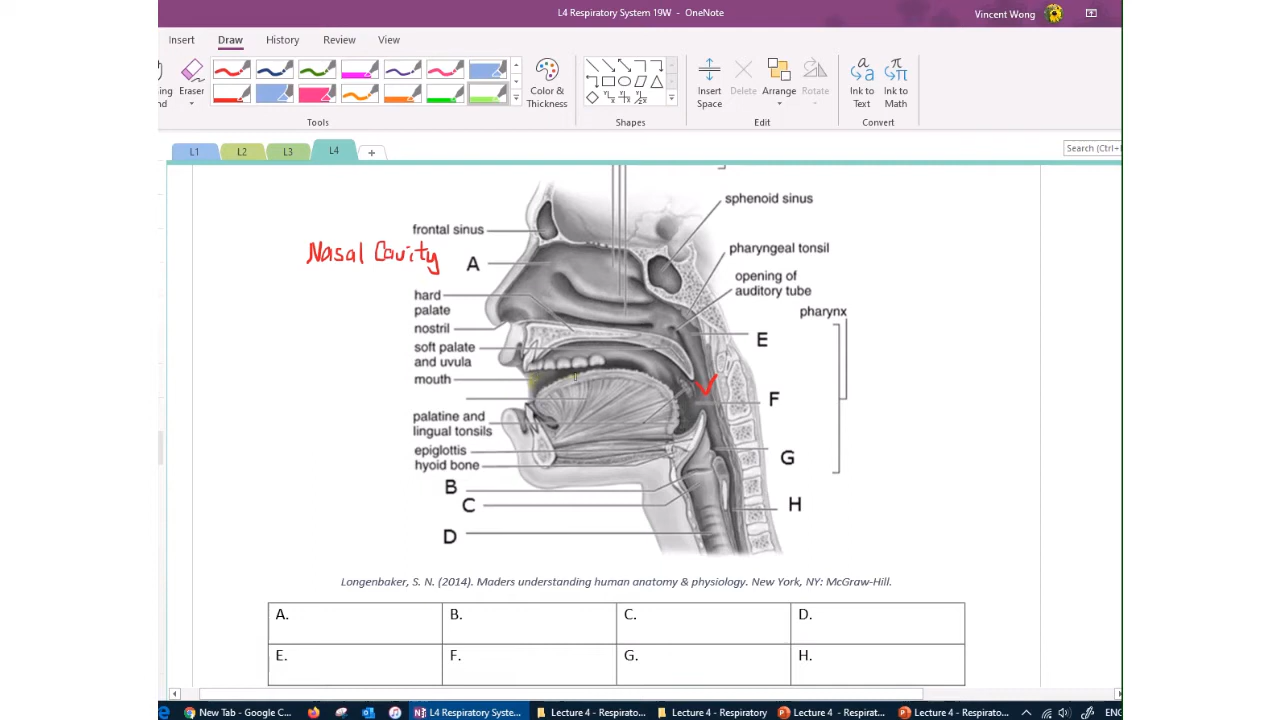 L4 Respiratory System 19W - OneNote
Vincent Wong
Insert Draw History Review View
Eraser
Color & Thickness
Insert Space
Delete
Arrange
Rotate
Ink to Text
Ink to Math
Tools
Shapes
Edit
Convert
L1 L2 L3 L4 +
Search (Ctrl+
sphenoid sinus
frontal sinus
Nasal Cavity
A
pharyngeal tonsil
opening of
auditory tube
hard
palate
pharynx
nostril
E
soft palate
and uvula
mouth
F
palatine and
lingual tonsils
epiglottis
G
hyoid bone
B
C
H
D
Longenbaker, S. N. (2014). Maders understanding human anatomy & physiology. New York, NY: McGraw-Hill.
A. B. C. D.
E. F. G. H.
New Tab - Google C...
L4 Respiratory Syste...
Lecture 4 - Respirato...
Lecture 4 - Respiratory
Lecture 4 - Respirat...
Lecture 4 - Respirato...